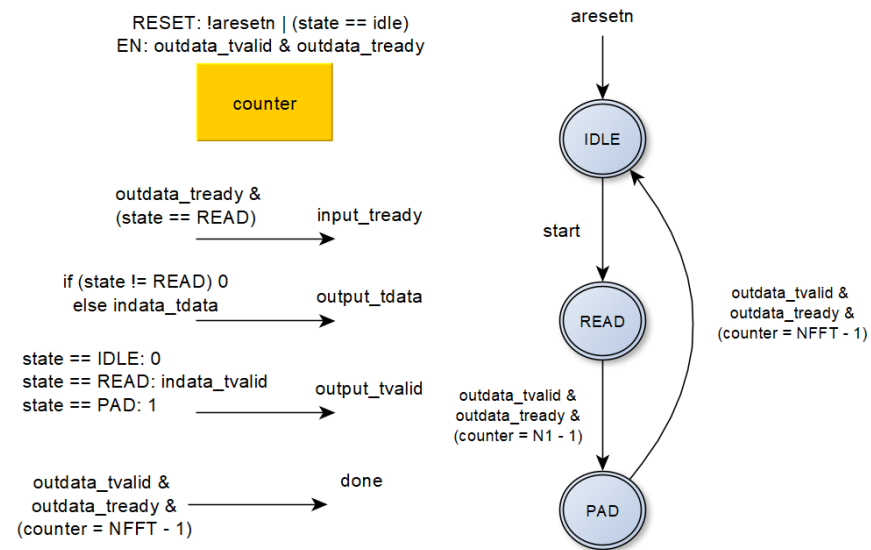 RESET: !aresetn | (state == idle)
EN: outdata_tvalid & outdata_tready
counter
outdata_tready &
(state == READ)
input_tready
if (state != READ) 0
else indata_tdata
output_tdata
state == IDLE: 0
state == READ: indata_tvalid
state == PAD: 1
output_tvalid
outdata_tvalid &
outdata_tready &
(counter = NFFT - 1)
done
aresetn
IDLE
start
READ
outdata_tvalid &
outdata_tready &
(counter = N1 - 1)
PAD
outdata_tvalid &
outdata_tready &
(counter = NFFT - 1)